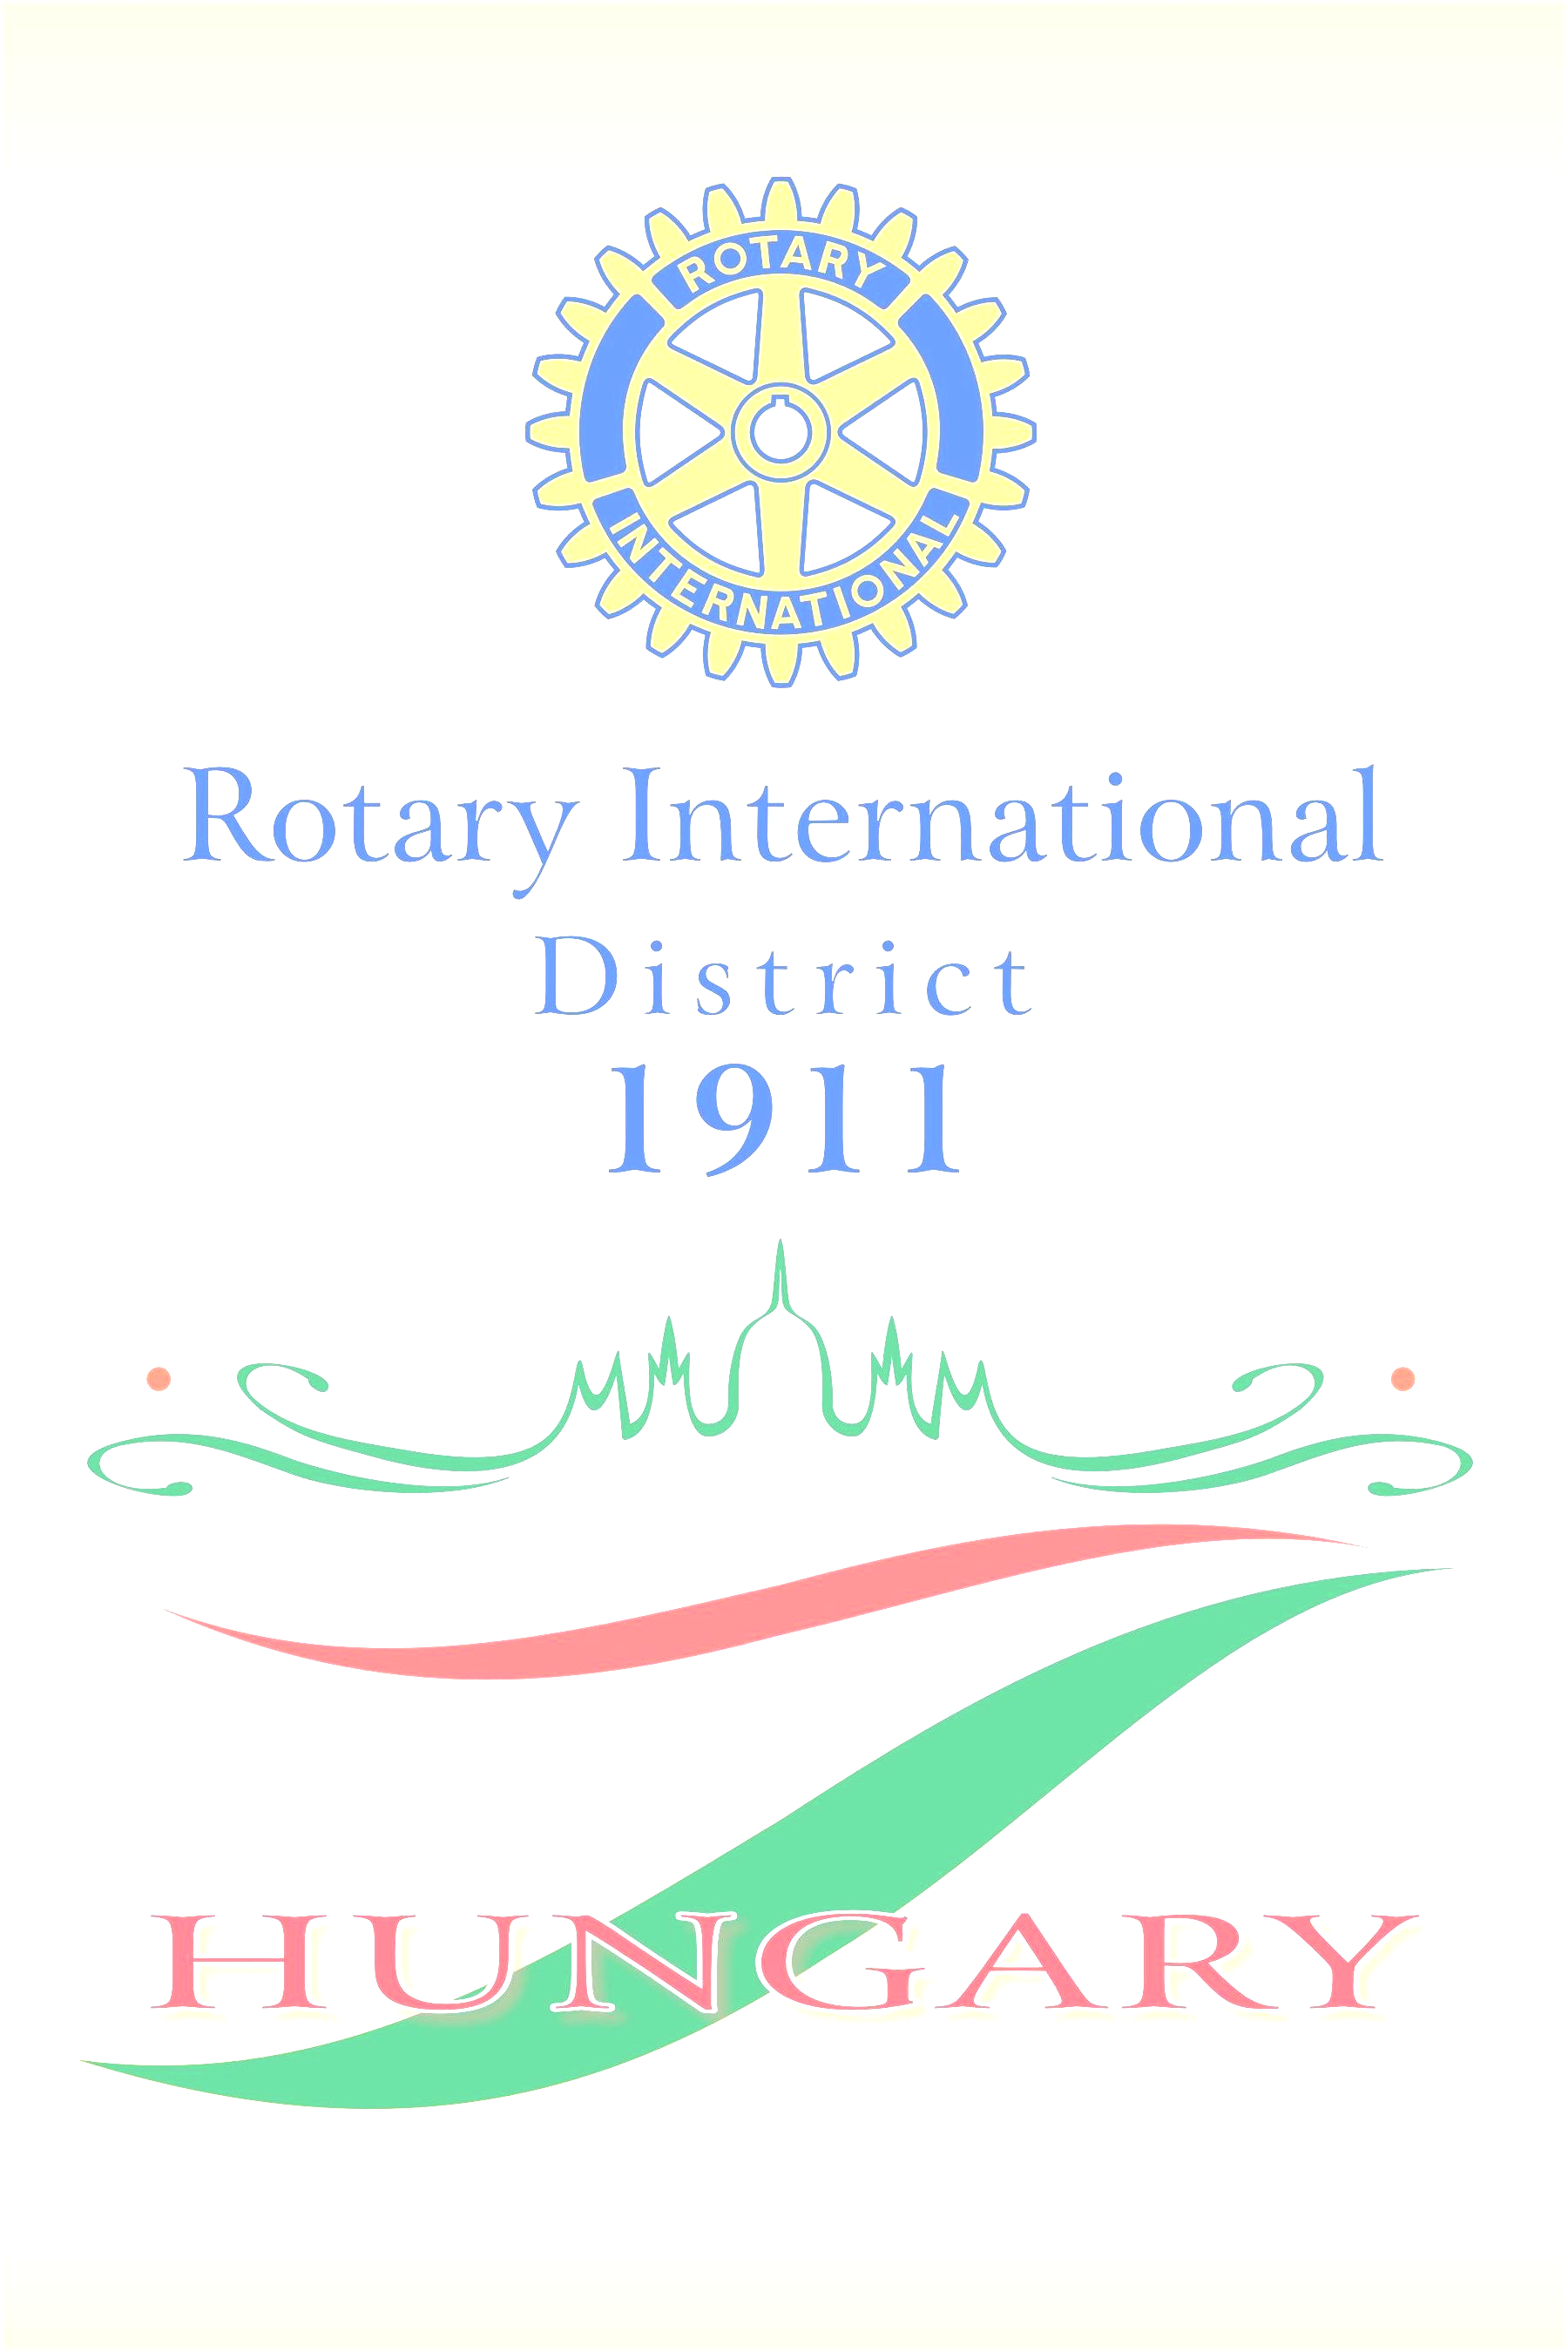 ROTARY
INTERNATIONAL
Rotary International
District
1911
HUNGARY